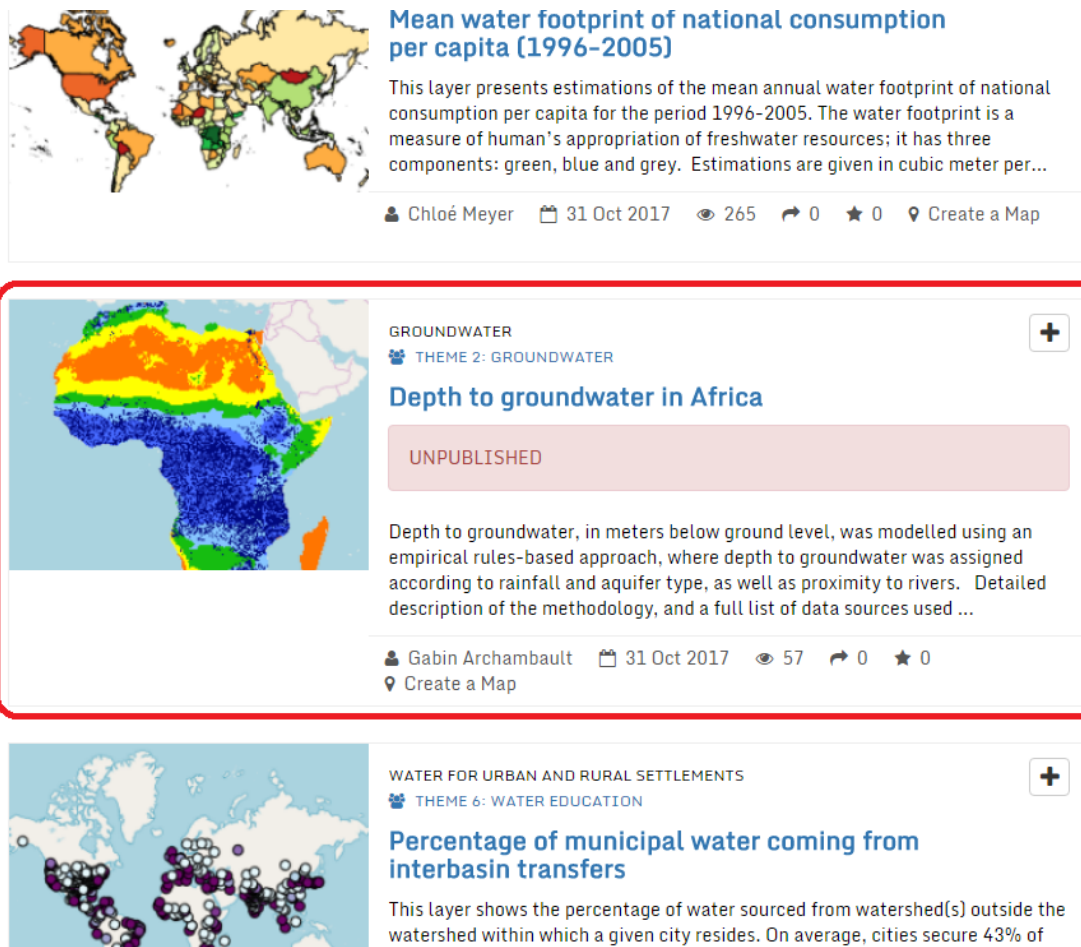 Mean water footprint of national consumption
per capita (1996-2005)
This layer presents estimations of the mean annual water footprint of national
consumption per capita for the period 1996-2005. The water footprint is a
measure of human's appropriation of freshwater resources; it has three
components: green, blue and grey. Estimations are given in cubic meter per...
Chloé Meyer 31 Oct 2017 265 0 0 Create a Map
GROUNDWATER
THEME 2: GROUNDWATER
Depth to groundwater in Africa
UNPUBLISHED
Depth to groundwater, in meters below ground level, was modelled using an
empirical rules-based approach, where depth to groundwater was assigned
according to rainfall and aquifer type, as well as proximity to rivers. Detailed
description of the methodology, and a full list of data sources used ...
Gabin Archambault 31 Oct 2017 57 0 0
Create a Map
WATER FOR URBAN AND RURAL SETTLEMENTS
THEME 6: WATER EDUCATION
Percentage of municipal water coming from
interbasin transfers
This layer shows the percentage of water sourced from watershed(s) outside the
watershed within which a given city resides. On average, cities secure 43% of